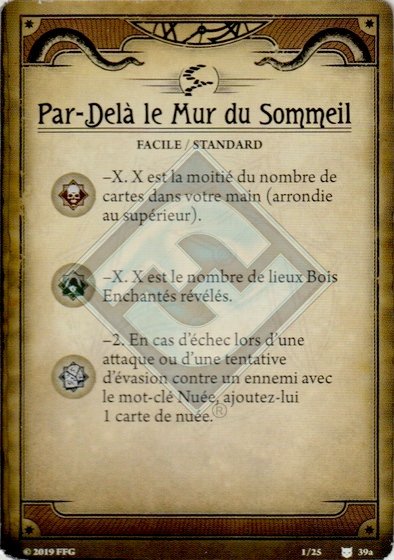 Par-Delà le Mur du Sommeil
FACILE / STANDARD
–X. X est la moitié du nombre de
cartes dans votre main (arrondie
au supérieur).
–X. X est le nombre de lieux Bois
Enchantés révélés.
–2. En cas d'échec lors d'une
attaque ou d'une tentative
d'évasion contre un ennemi avec
le mot-clé Nuée, ajoutez-lui
1 carte de nuée.
®
© 2019 FFG 1/25 39a